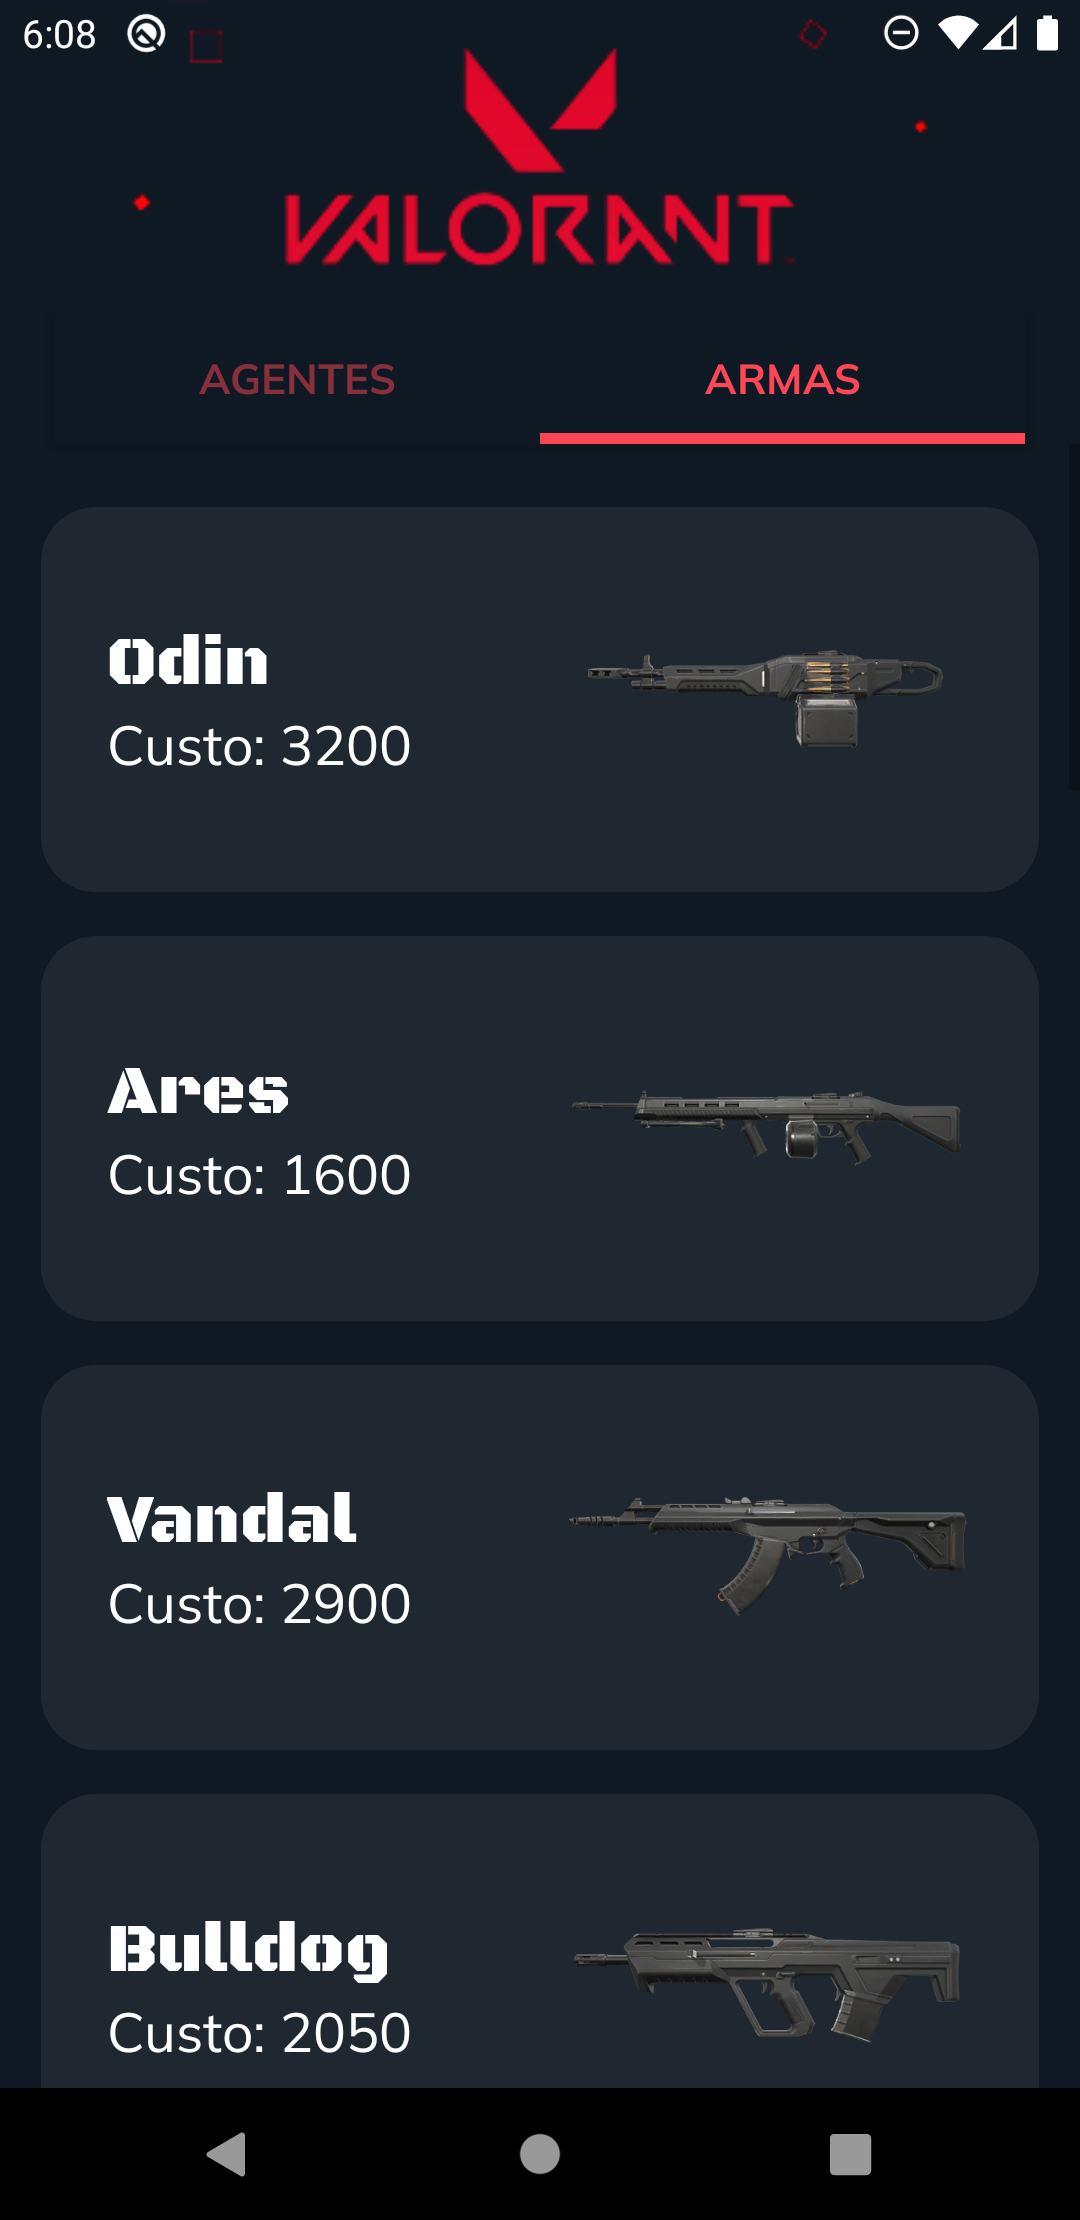 6:08
VALORANT
AGENTES
ARMAS
Odin
Custo: 3200
Ares
Custo: 1600
Vandal
Custo: 2900
Bulldog
Custo: 2050